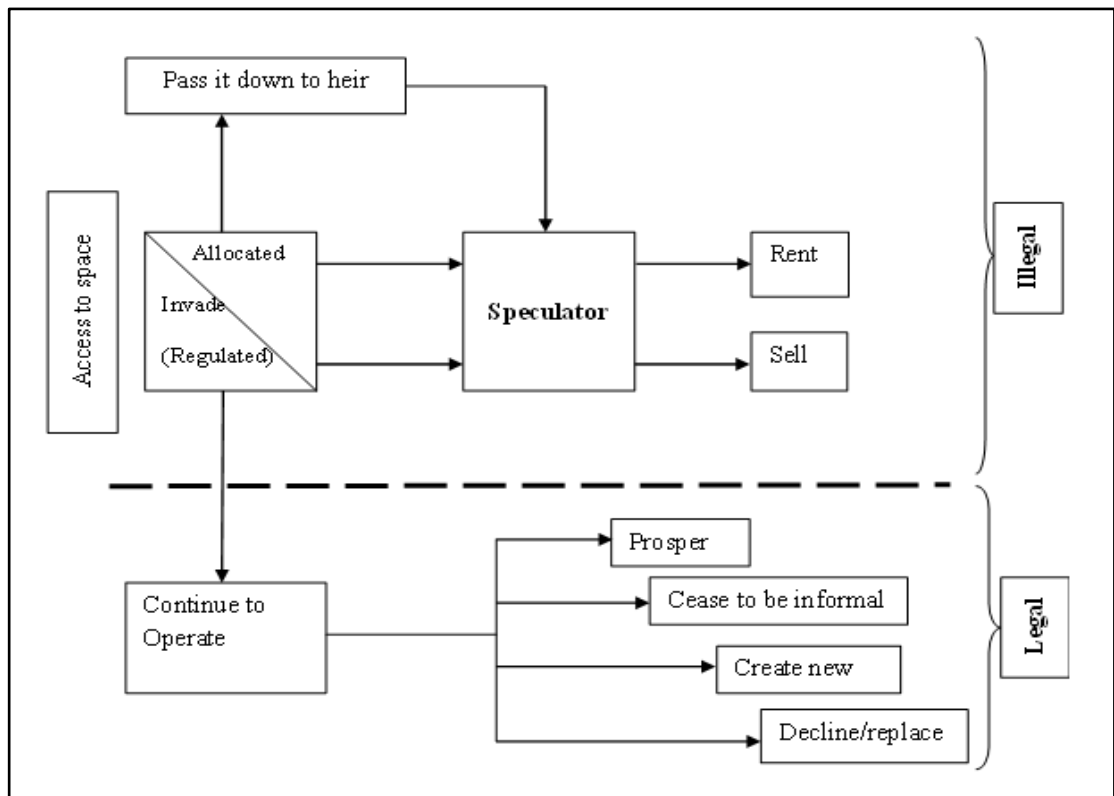 Pass it down to heir
Access to space
Allocated
Invade
(Regulated)
Speculator
Rent
Sell
Illegal
Continue to
Operate
Prosper
Cease to be informal
Create new
Decline/replace
Legal